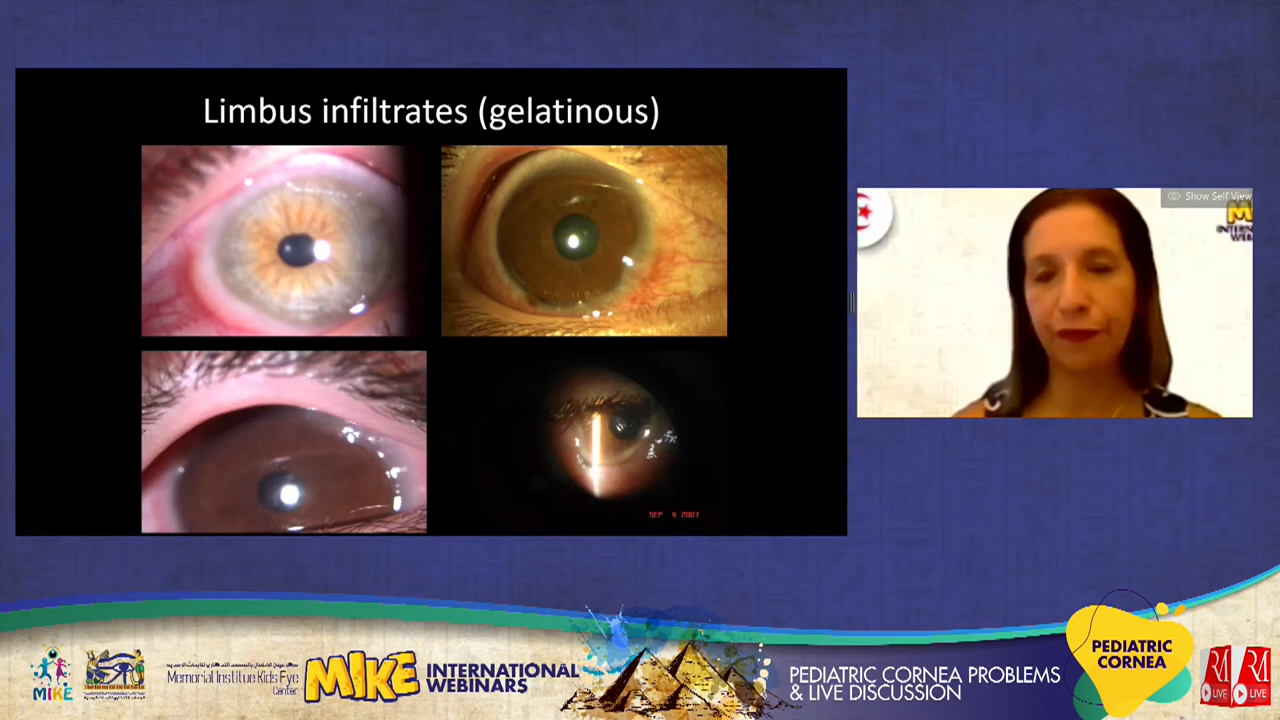 Limbus infiltrates (gelatinous)
Show Self View
SEP 4 2007
MIKE
Memorial Institue Kids Eye
Center
MIKE
INTERNATIONAL
WEBINARS
PEDIATRIC CORNEA PROBLEMS
& LIVE DISCUSSION
PEDIATRIC
CORNEA
LIVE
LIVE